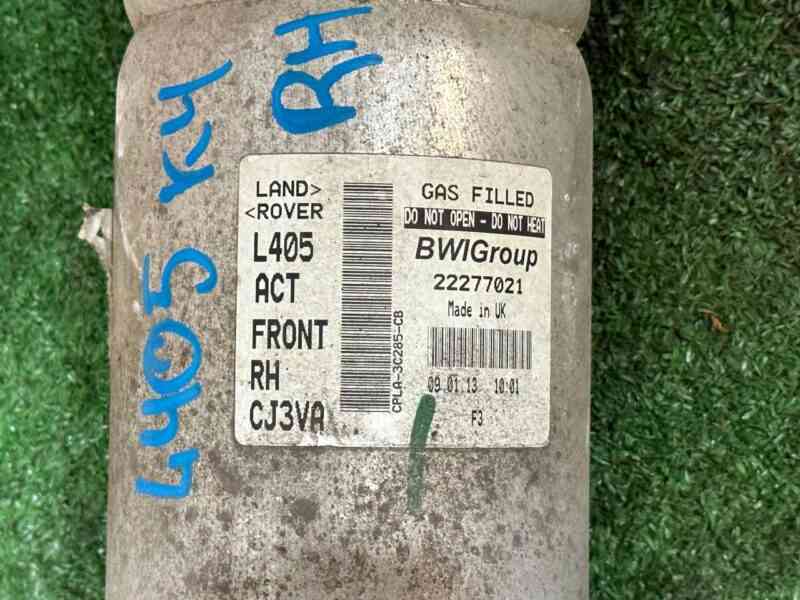 RH
L405 K4
LAND>
<ROVER
L405
ACT
FRONT
RH
CJ3VA
CPLA-3C285-CB
GAS FILLED
DO NOT OPEN - DO NOT HEAT
BWIGroup
22277021
Made in UK
09.01.13 10:01
F3